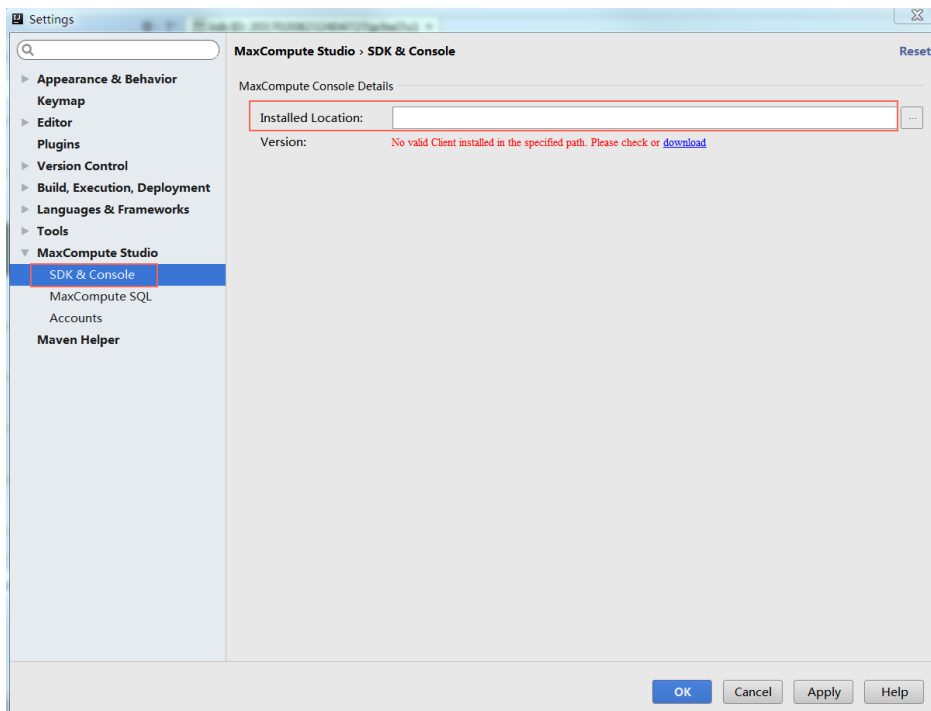 Settings
MaxCompute Studio › SDK & Console
Reset
Appearance & Behavior
Keymap
Editor
Plugins
Version Control
Build, Execution, Deployment
Languages & Frameworks
Tools
MaxCompute Studio
SDK & Console
MaxCompute SQL
Accounts
Maven Helper
MaxCompute Console Details
Installed Location:
...
Version: No valid Client installed in the specified path. Please check or download
OK Cancel Apply Help